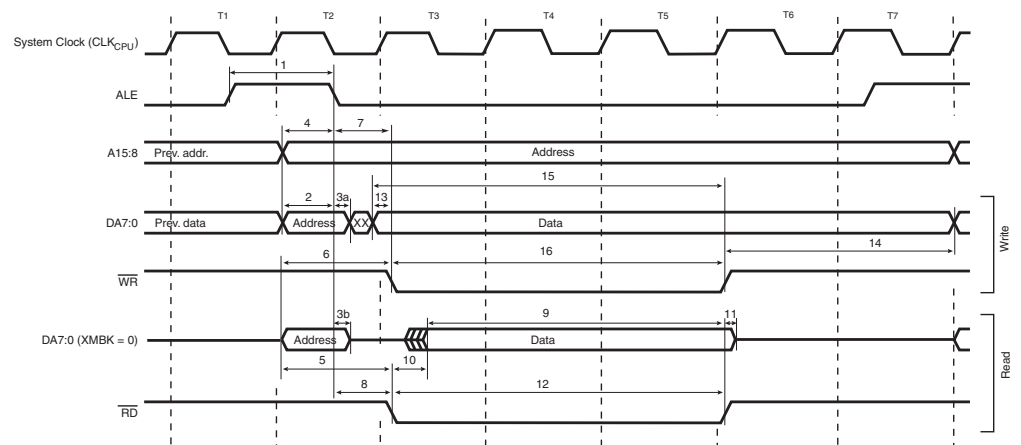 T1 T2 T3 T4 T5 T6 T7
System Clock (CLKCPU)
1
ALE
4 7
A15:8 Prev. addr. Address
15
2 3a 13
DA7:0 Prev. data Address XX Data
14
6 16
WR
Write
3b 9 11
DA7:0 (XMBK = 0) Address Data
5 10
8 12
RD
Read